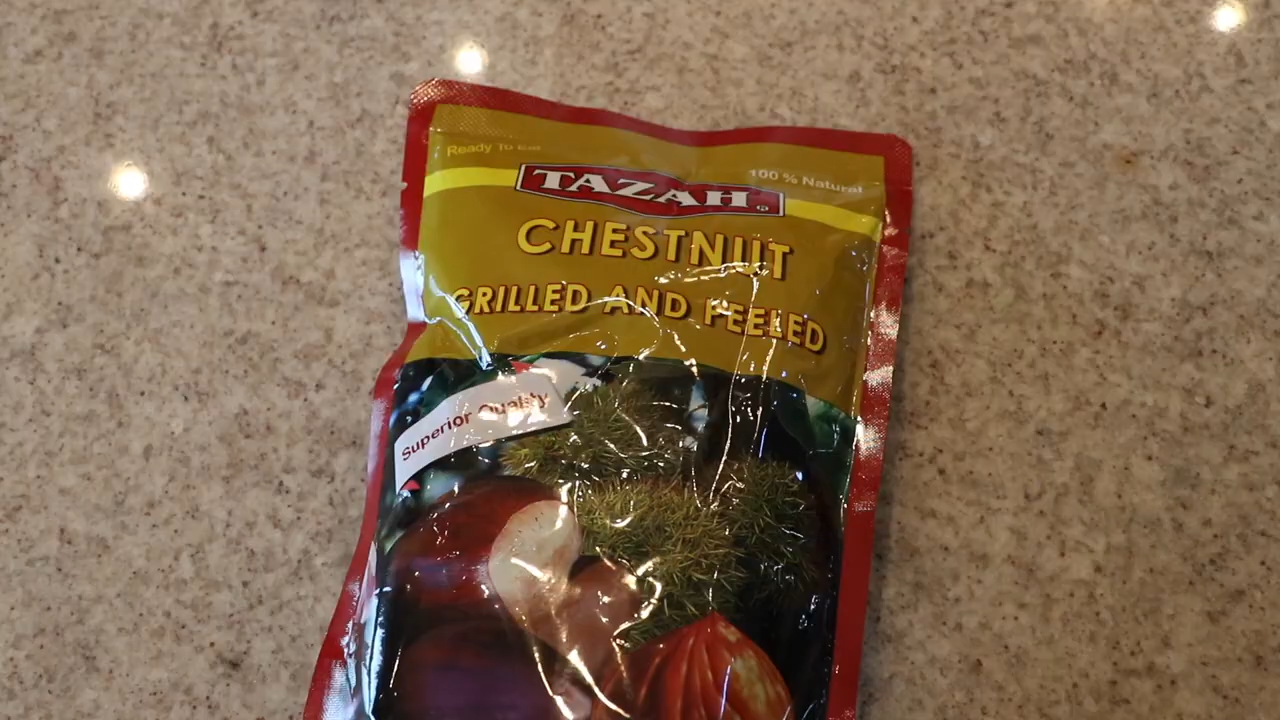 Ready To Eat
100 % Natural
TAZAH®
CHESTNUT
GRILLED AND PEELED
Superior Quality